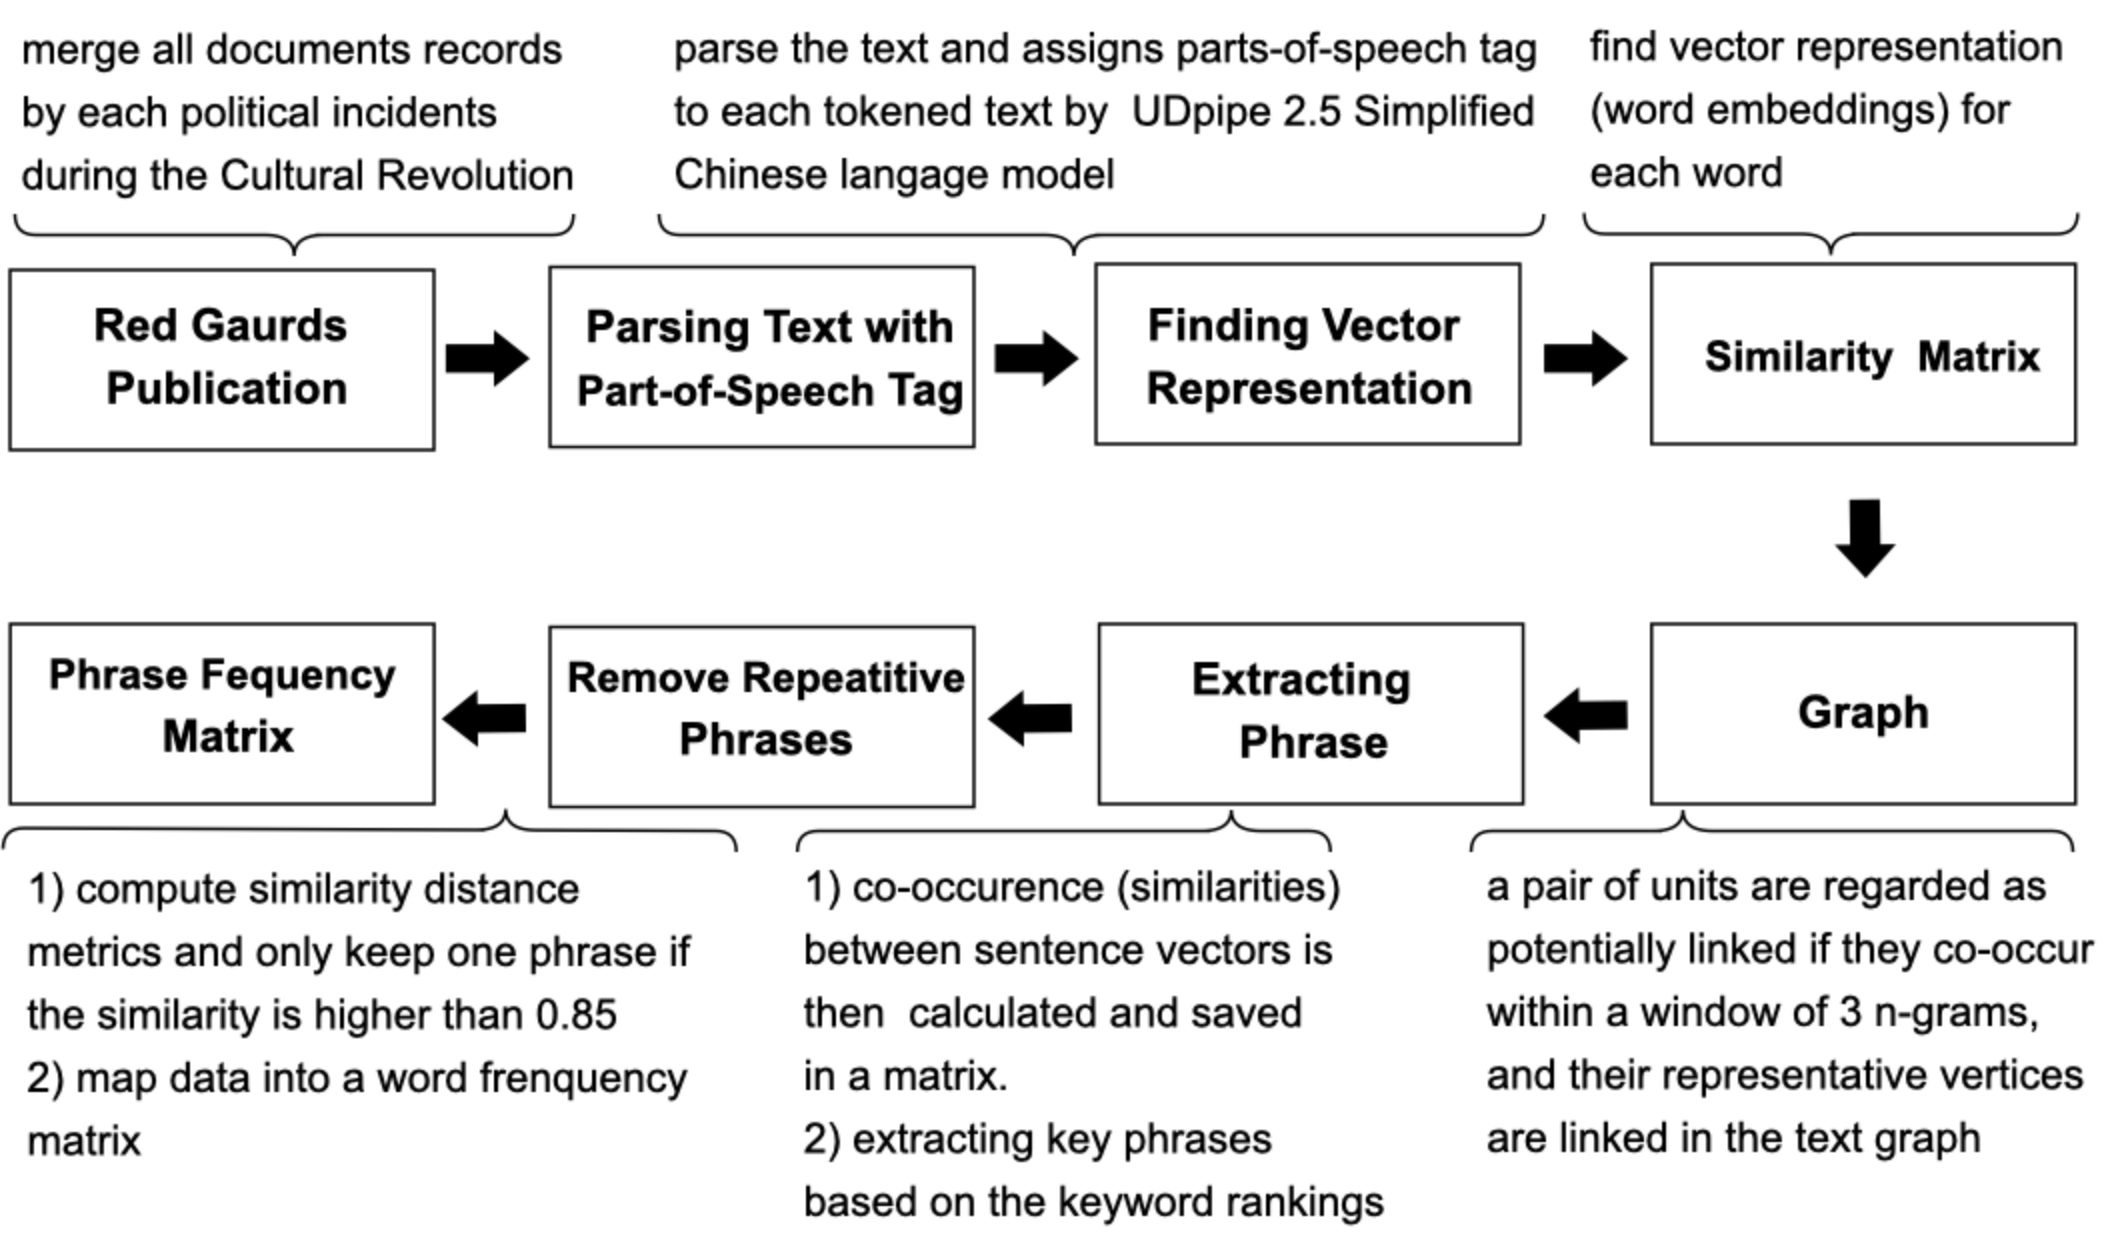 merge all documents records
by each political incidents
during the Cultural Revolution
parse the text and assigns parts-of-speech tag
to each tokened text by UDpipe 2.5 Simplified
Chinese langage model
find vector representation
(word embeddings) for
each word
Red Gaurds
Publication
Parsing Text with
Part-of-Speech Tag
Finding Vector
Representation
Similarity Matrix
Graph
Extracting
Phrase
Remove Repeatitive
Phrases
Phrase Fequency
Matrix
a pair of units are regarded as
potentially linked if they co-occur
within a window of 3 n-grams,
and their representative vertices
are linked in the text graph
1) co-occurence (similarities)
between sentence vectors is
then calculated and saved
in a matrix.
2) extracting key phrases
based on the keyword rankings
1) compute similarity distance
metrics and only keep one phrase if
the similarity is higher than 0.85
2) map data into a word frenquency
matrix